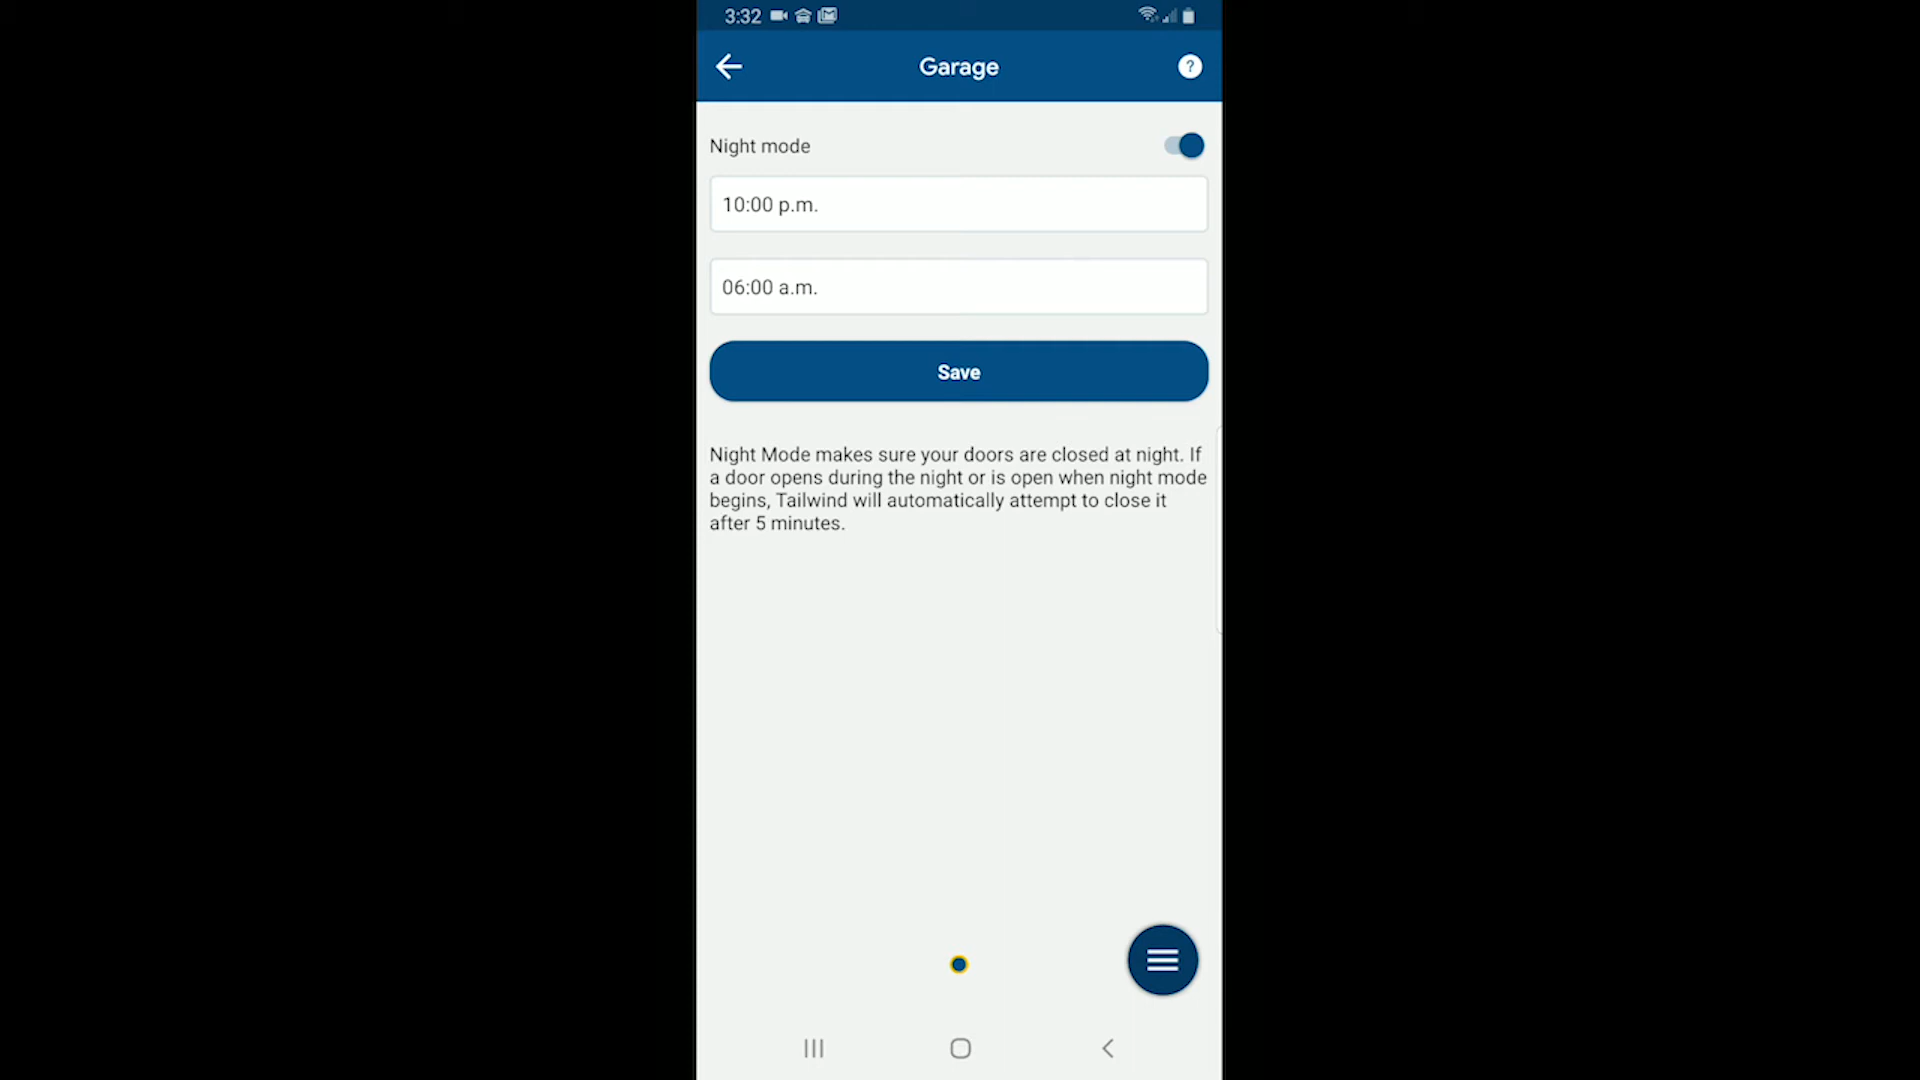 3:32
Garage
?
Night mode
10:00 p.m.
06:00 a.m.
Save
Night Mode makes sure your doors are closed at night. If
a door opens during the night or is open when night mode
begins, Tailwind will automatically attempt to close it
after 5 minutes.